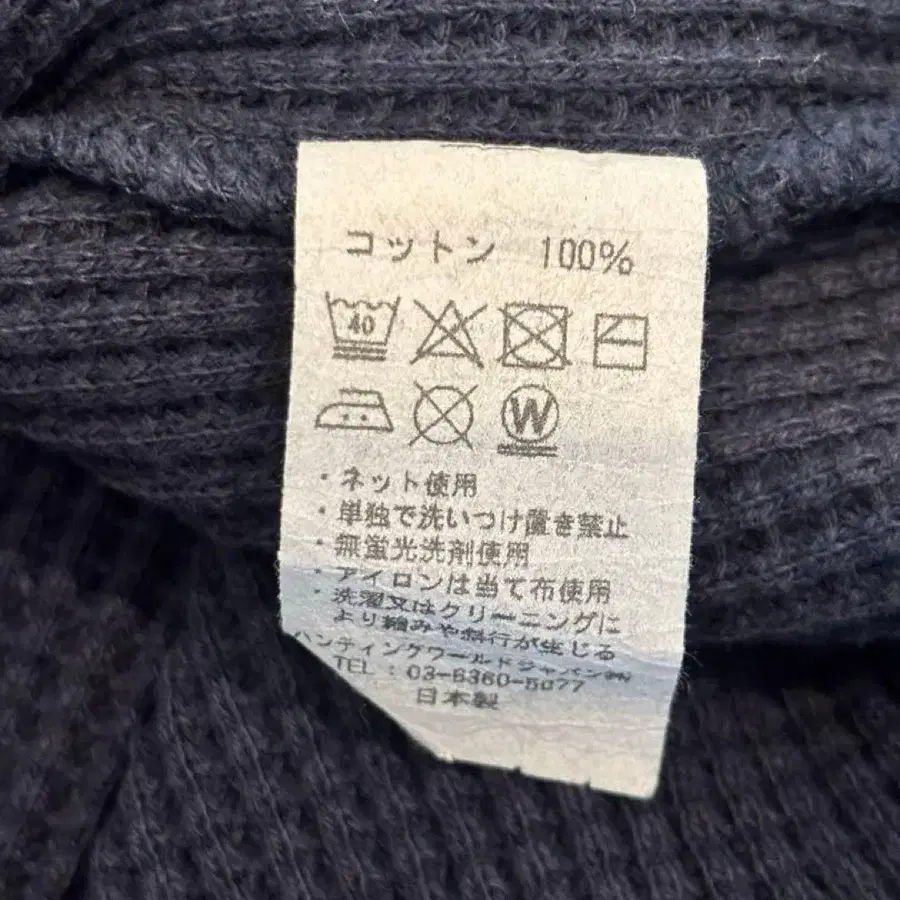 コットン 100%
40
W
・ネット使用
・単独で洗いつけ置き禁止
・無蛍光洗剤使用
・アイロンは当て布使用
・洗濯又はクリーニングに
より縮みや斜行が生じる
ハンティングワールドジャパン㈱
TEL : 03-6360-5077
日本製